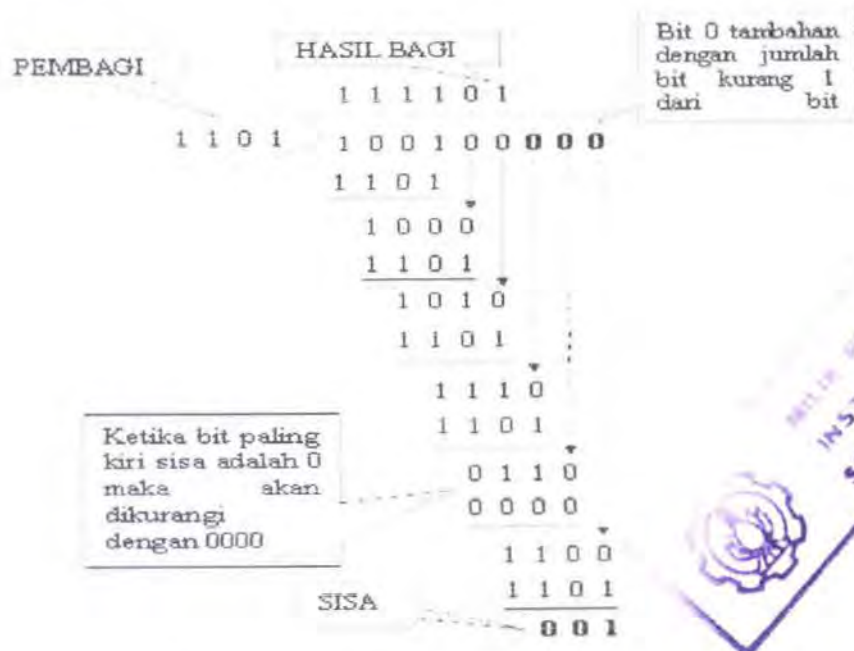 PEMBAGI
HASIL BAGI
Bit 0 tambahan
dengan jumlah
bit kurang 1
dari bit
1 1 1 1 0 1
1 1 0 1
1 0 0 1 0 0 0 0 0
1 1 0 1
1 0 0 0
1 1 0 1
1 0 1 0
1 1 0 1
1 1 1 0
1 1 0 1
Ketika bit paling
kiri sisa adalah 0
maka akan
dikurangi
dengan 0000
0 1 1 0
0 0 0 0
1 1 0 0
1 1 0 1
SISA
0 0 1